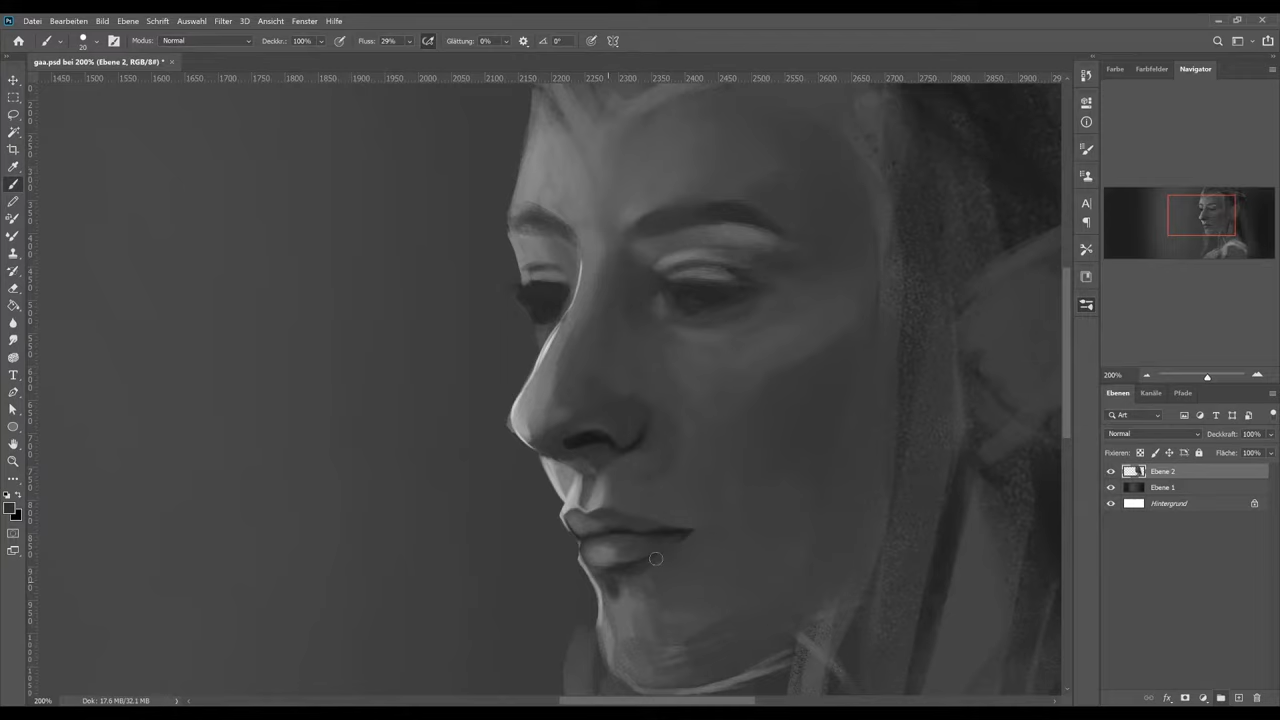 Datei Bearbeiten Bild Ebene Schrift Auswahl Filter 3D Ansicht Fenster Hilfe
20 Modus: Normal Deckkr.: 100% Fluss: 29% Glättung: 0% 0°
gaa.psd bei 200% (Ebene 2, RGB/8#) * ×
1450 1500 1550 1600 1650 1700 1750 1800 1850 1900 1950 2000 2050 2100 2150 2200 2250 2300 2350 2400 2450 2500 2550 2600 2650 2700 2750 2800 2850 2900
Farbe Farbfelder Navigator
200%
Ebenen Kanäle Pfade
Art
Normal Deckkraft: 100%
Fixieren: Fläche: 100%
Ebene 2
Ebene 1
Hintergrund
200% Dok: 17.6 MB/32.1 MB